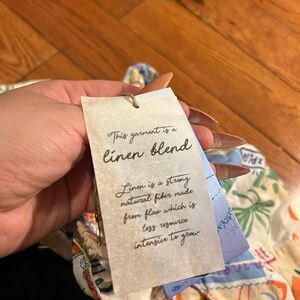 This garment is a
linen blend
Linen is a strong
natural fiber made
from flax which is
less resource
intensive to grow